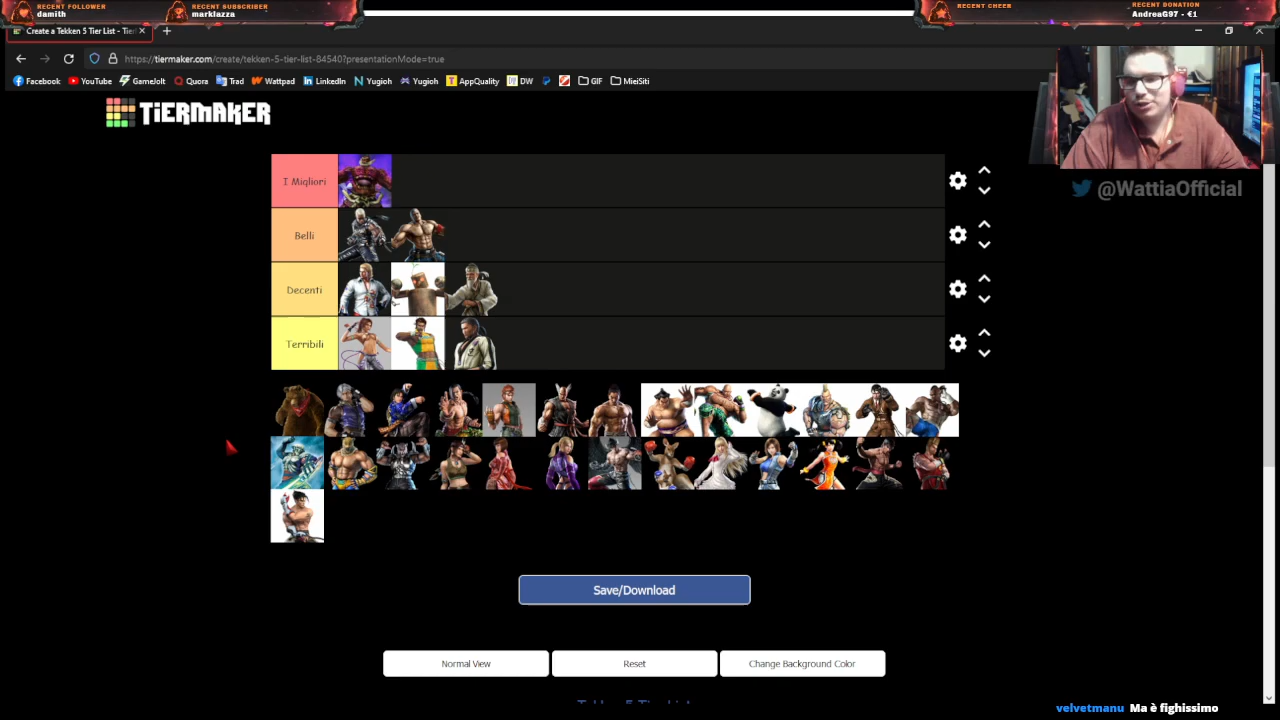 RECENT FOLLOWER
damith
RECENT SUBSCRIBER
marklazza
RECENT CHEER
RECENT DONATION
AndreaG97 - €1
Create a Tekken 5 Tier List - Tier
https://tiermaker.com/create/tekken-5-tier-list-84540?presentationMode=true
Facebook YouTube GameJolt Quora Trad Wattpad LinkedIn Yugioh Yugioh AppQuality DW GIF MieiSiti
TiERMAKER
@WattiaOfficial
I Migliori
Belli
Decenti
Terribili
Save/Download
Normal View Reset Change Background Color
velvetmanu Ma è fighissimo